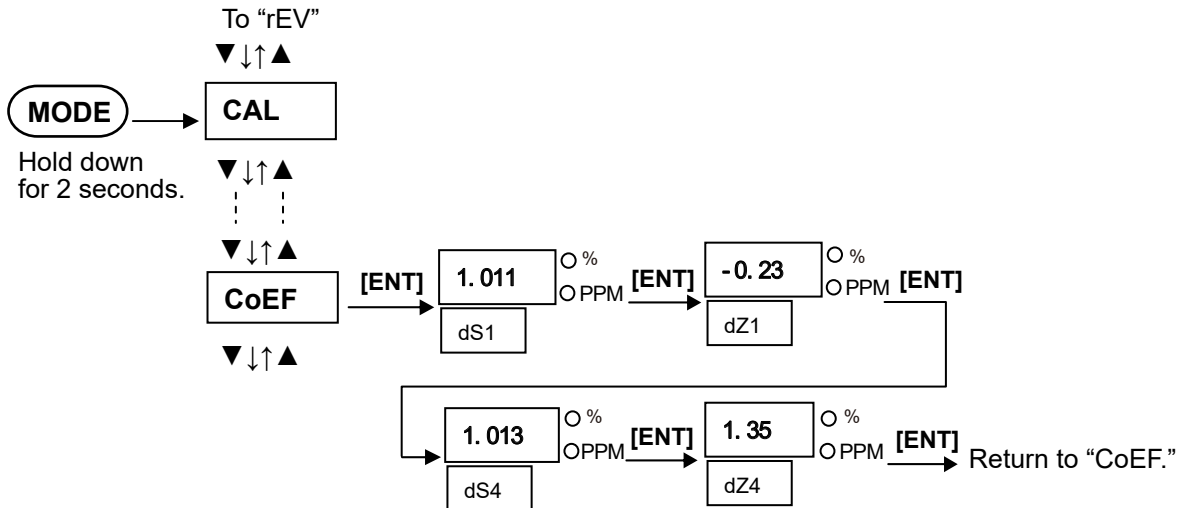 To “rEV”
▼↓↑▲
MODE
CAL
Hold down
for 2 seconds.
▼↓↑▲
▼↓↑▲
CoEF
[ENT]
1. 011
%
PPM
dS1
[ENT]
-0. 23
%
PPM
dZ1
[ENT]
▼↓↑▲
1. 013
%
PPM
dS4
[ENT]
1. 35
%
PPM
dZ4
[ENT]
Return to “CoEF.”